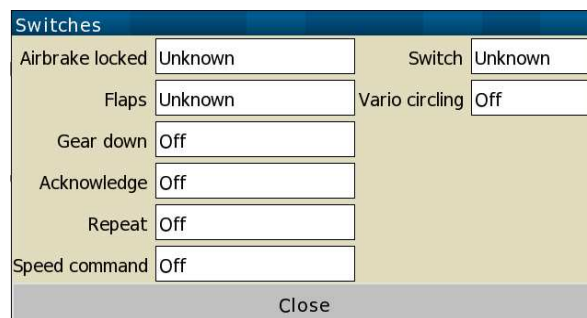 Switches
Airbrake locked Unknown Switch Unknown
Flaps Unknown Vario circling Off
Gear down Off
Acknowledge Off
Repeat Off
Speed command Off
Close